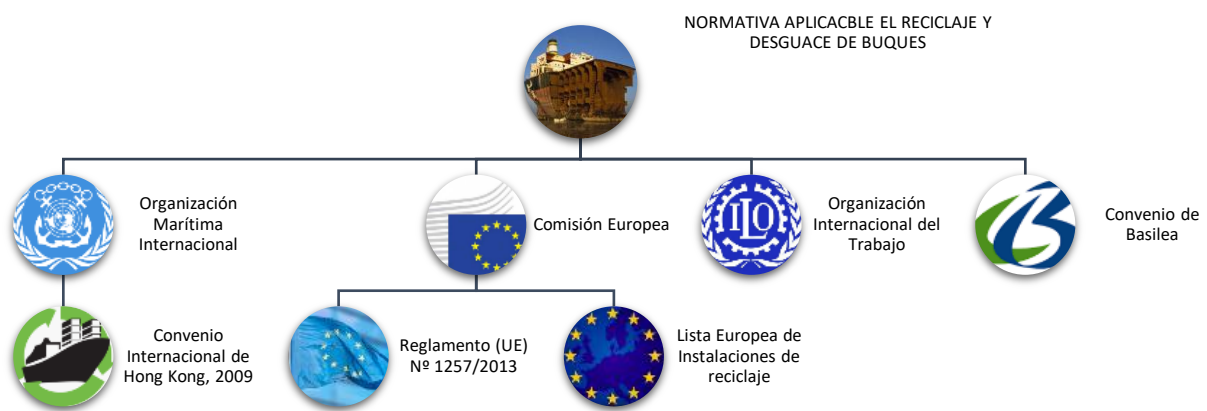 NORMATIVA APLICACBLE EL RECICLAJE Y
DESGUACE DE BUQUES
Organización
Marítima
Internacional
Comisión Europea
ILO
Organización
Internacional del
Trabajo
Convenio de
Basilea
Convenio
Internacional de
Hong Kong, 2009
Reglamento (UE)
Nº 1257/2013
Lista Europea de
Instalaciones de
reciclaje